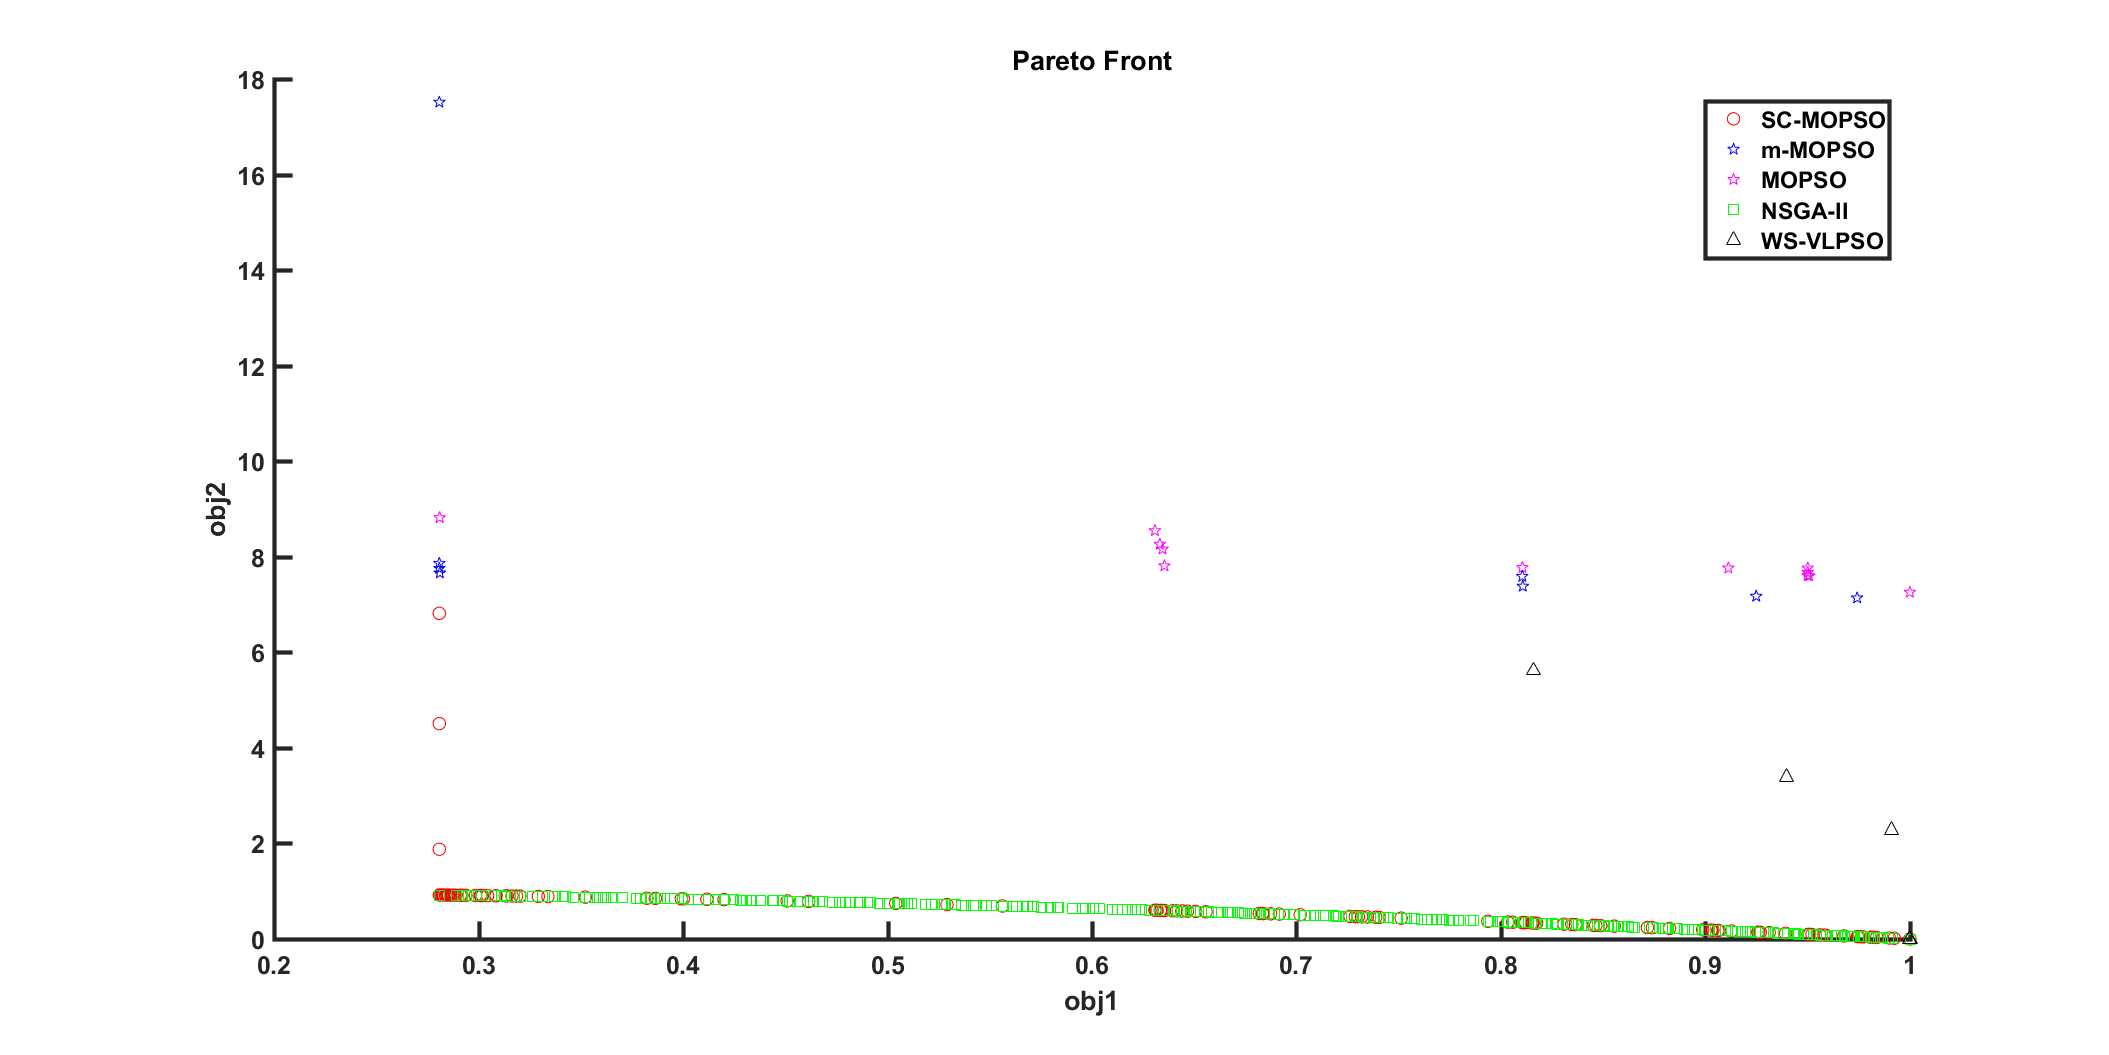 Pareto Front
18
16
14
12
10
8
6
4
2
0
obj2
SC-MOPSO
m-MOPSO
MOPSO
NSGA-II
WS-VLPSO
0.2 0.3 0.4 0.5 0.6 0.7 0.8 0.9 1
obj1